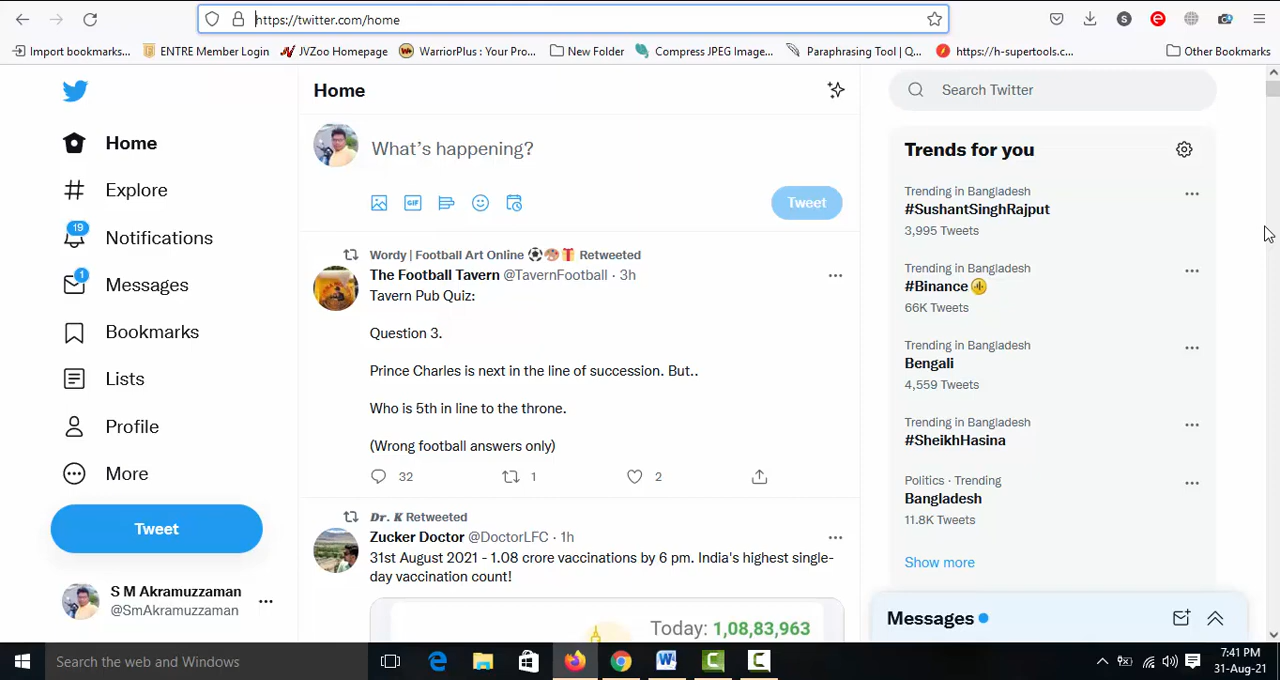 https://twitter.com/home
Import bookmarks...
ENTRE Member Login
JVZoo Homepage
WarriorPlus : Your Pro...
New Folder
Compress JPEG Image...
Paraphrasing Tool | Q...
https://h-supertools.c...
Other Bookmarks
Home
Explore
19
Notifications
1
Messages
Bookmarks
Lists
Profile
More
Tweet
S M Akramuzzaman
@SmAkramuzzaman
Home
What's happening?
GIF
Tweet
Wordy | Football Art Online ⚽🎨🎁 Retweeted
The Football Tavern @TavernFootball · 3h
Tavern Pub Quiz:
Question 3.
Prince Charles is next in the line of succession. But..
Who is 5th in line to the throne.
(Wrong football answers only)
32 1 2
Dr. K Retweeted
Zucker Doctor @DoctorLFC · 1h
31st August 2021 - 1.08 crore vaccinations by 6 pm. India's highest single-
day vaccination count!
Today: 1,08,83,963
Search Twitter
Trends for you
Trending in Bangladesh
#SushantSinghRajput
3,995 Tweets
Trending in Bangladesh
#Binance
66K Tweets
Trending in Bangladesh
Bengali
4,559 Tweets
Trending in Bangladesh
#SheikhHasina
Politics · Trending
Bangladesh
11.8K Tweets
Show more
Messages
Search the web and Windows
7:41 PM
31-Aug-21